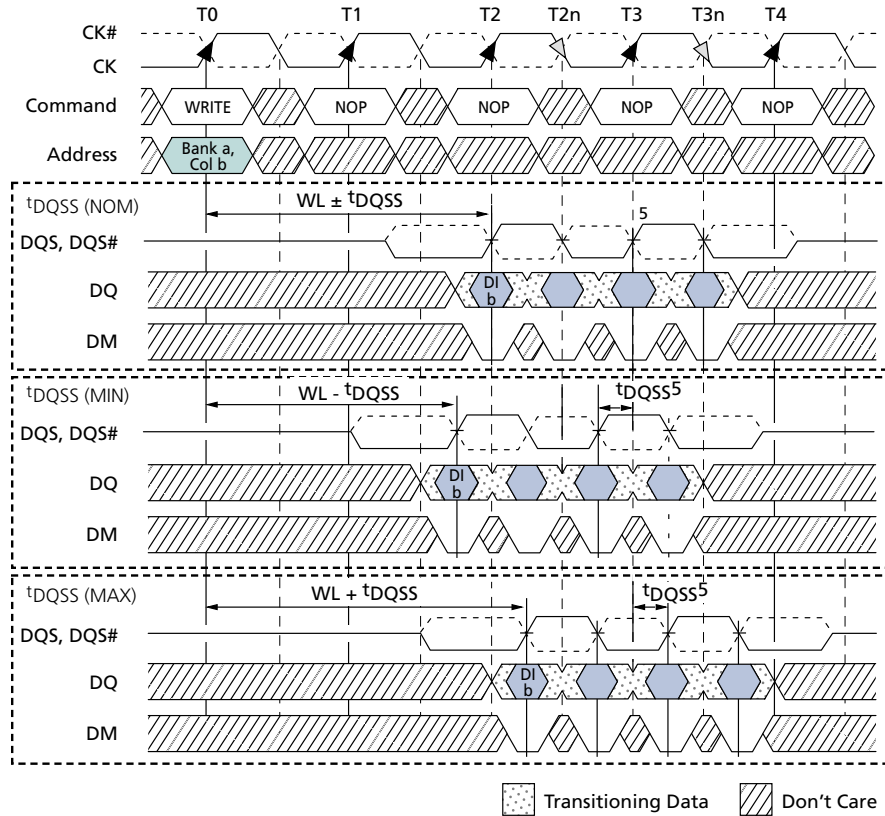 T0 T1 T2 T2n T3 T3n T4
CK#
CK
Command WRITE NOP NOP NOP NOP
Address Bank a,
Col b
tDQSS (NOM) WL ± tDQSS 5
DQS, DQS#
DQ DI
b
DM
tDQSS (MIN) WL - tDQSS tDQSS5
DQS, DQS#
DQ DI
b
DM
tDQSS (MAX) WL + tDQSS tDQSS5
DQS, DQS#
DQ DI
b
DM
Transitioning Data Don't Care